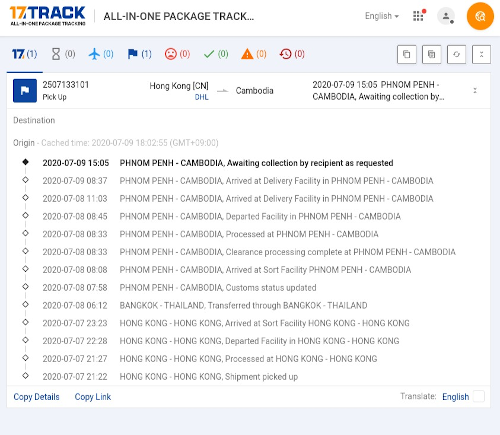 17TRACK
ALL-IN-ONE PACKAGE TRACKING
ALL-IN-ONE PACKAGE TRACK...
English
17 (1)
(0)
(0)
(1)
(0)
(0)
(0)
(0)
2507133101
Pick Up
Hong Kong [CN]
DHL
Cambodia
2020-07-09 15:05 PHNOM PENH -
CAMBODIA, Awaiting collection by...
Destination
Origin - Cached time: 2020-07-09 18:02:55 (GMT+09:00)
2020-07-09 15:05 PHNOM PENH - CAMBODIA, Awaiting collection by recipient as requested
2020-07-09 08:37 PHNOM PENH - CAMBODIA, Arrived at Delivery Facility in PHNOM PENH - CAMBODIA
2020-07-08 11:03 PHNOM PENH - CAMBODIA, Arrived at Delivery Facility in PHNOM PENH - CAMBODIA
2020-07-08 08:45 PHNOM PENH - CAMBODIA, Departed Facility in PHNOM PENH - CAMBODIA
2020-07-08 08:33 PHNOM PENH - CAMBODIA, Processed at PHNOM PENH - CAMBODIA
2020-07-08 08:33 PHNOM PENH - CAMBODIA, Clearance processing complete at PHNOM PENH - CAMBODIA
2020-07-08 08:08 PHNOM PENH - CAMBODIA, Arrived at Sort Facility PHNOM PENH - CAMBODIA
2020-07-08 07:58 PHNOM PENH - CAMBODIA, Customs status updated
2020-07-08 06:12 BANGKOK - THAILAND, Transferred through BANGKOK - THAILAND
2020-07-07 23:23 HONG KONG - HONG KONG, Arrived at Sort Facility HONG KONG - HONG KONG
2020-07-07 22:28 HONG KONG - HONG KONG, Departed Facility in HONG KONG - HONG KONG
2020-07-07 21:27 HONG KONG - HONG KONG, Processed at HONG KONG - HONG KONG
2020-07-07 21:22 HONG KONG - HONG KONG, Shipment picked up
Copy Details Copy Link Translate: English